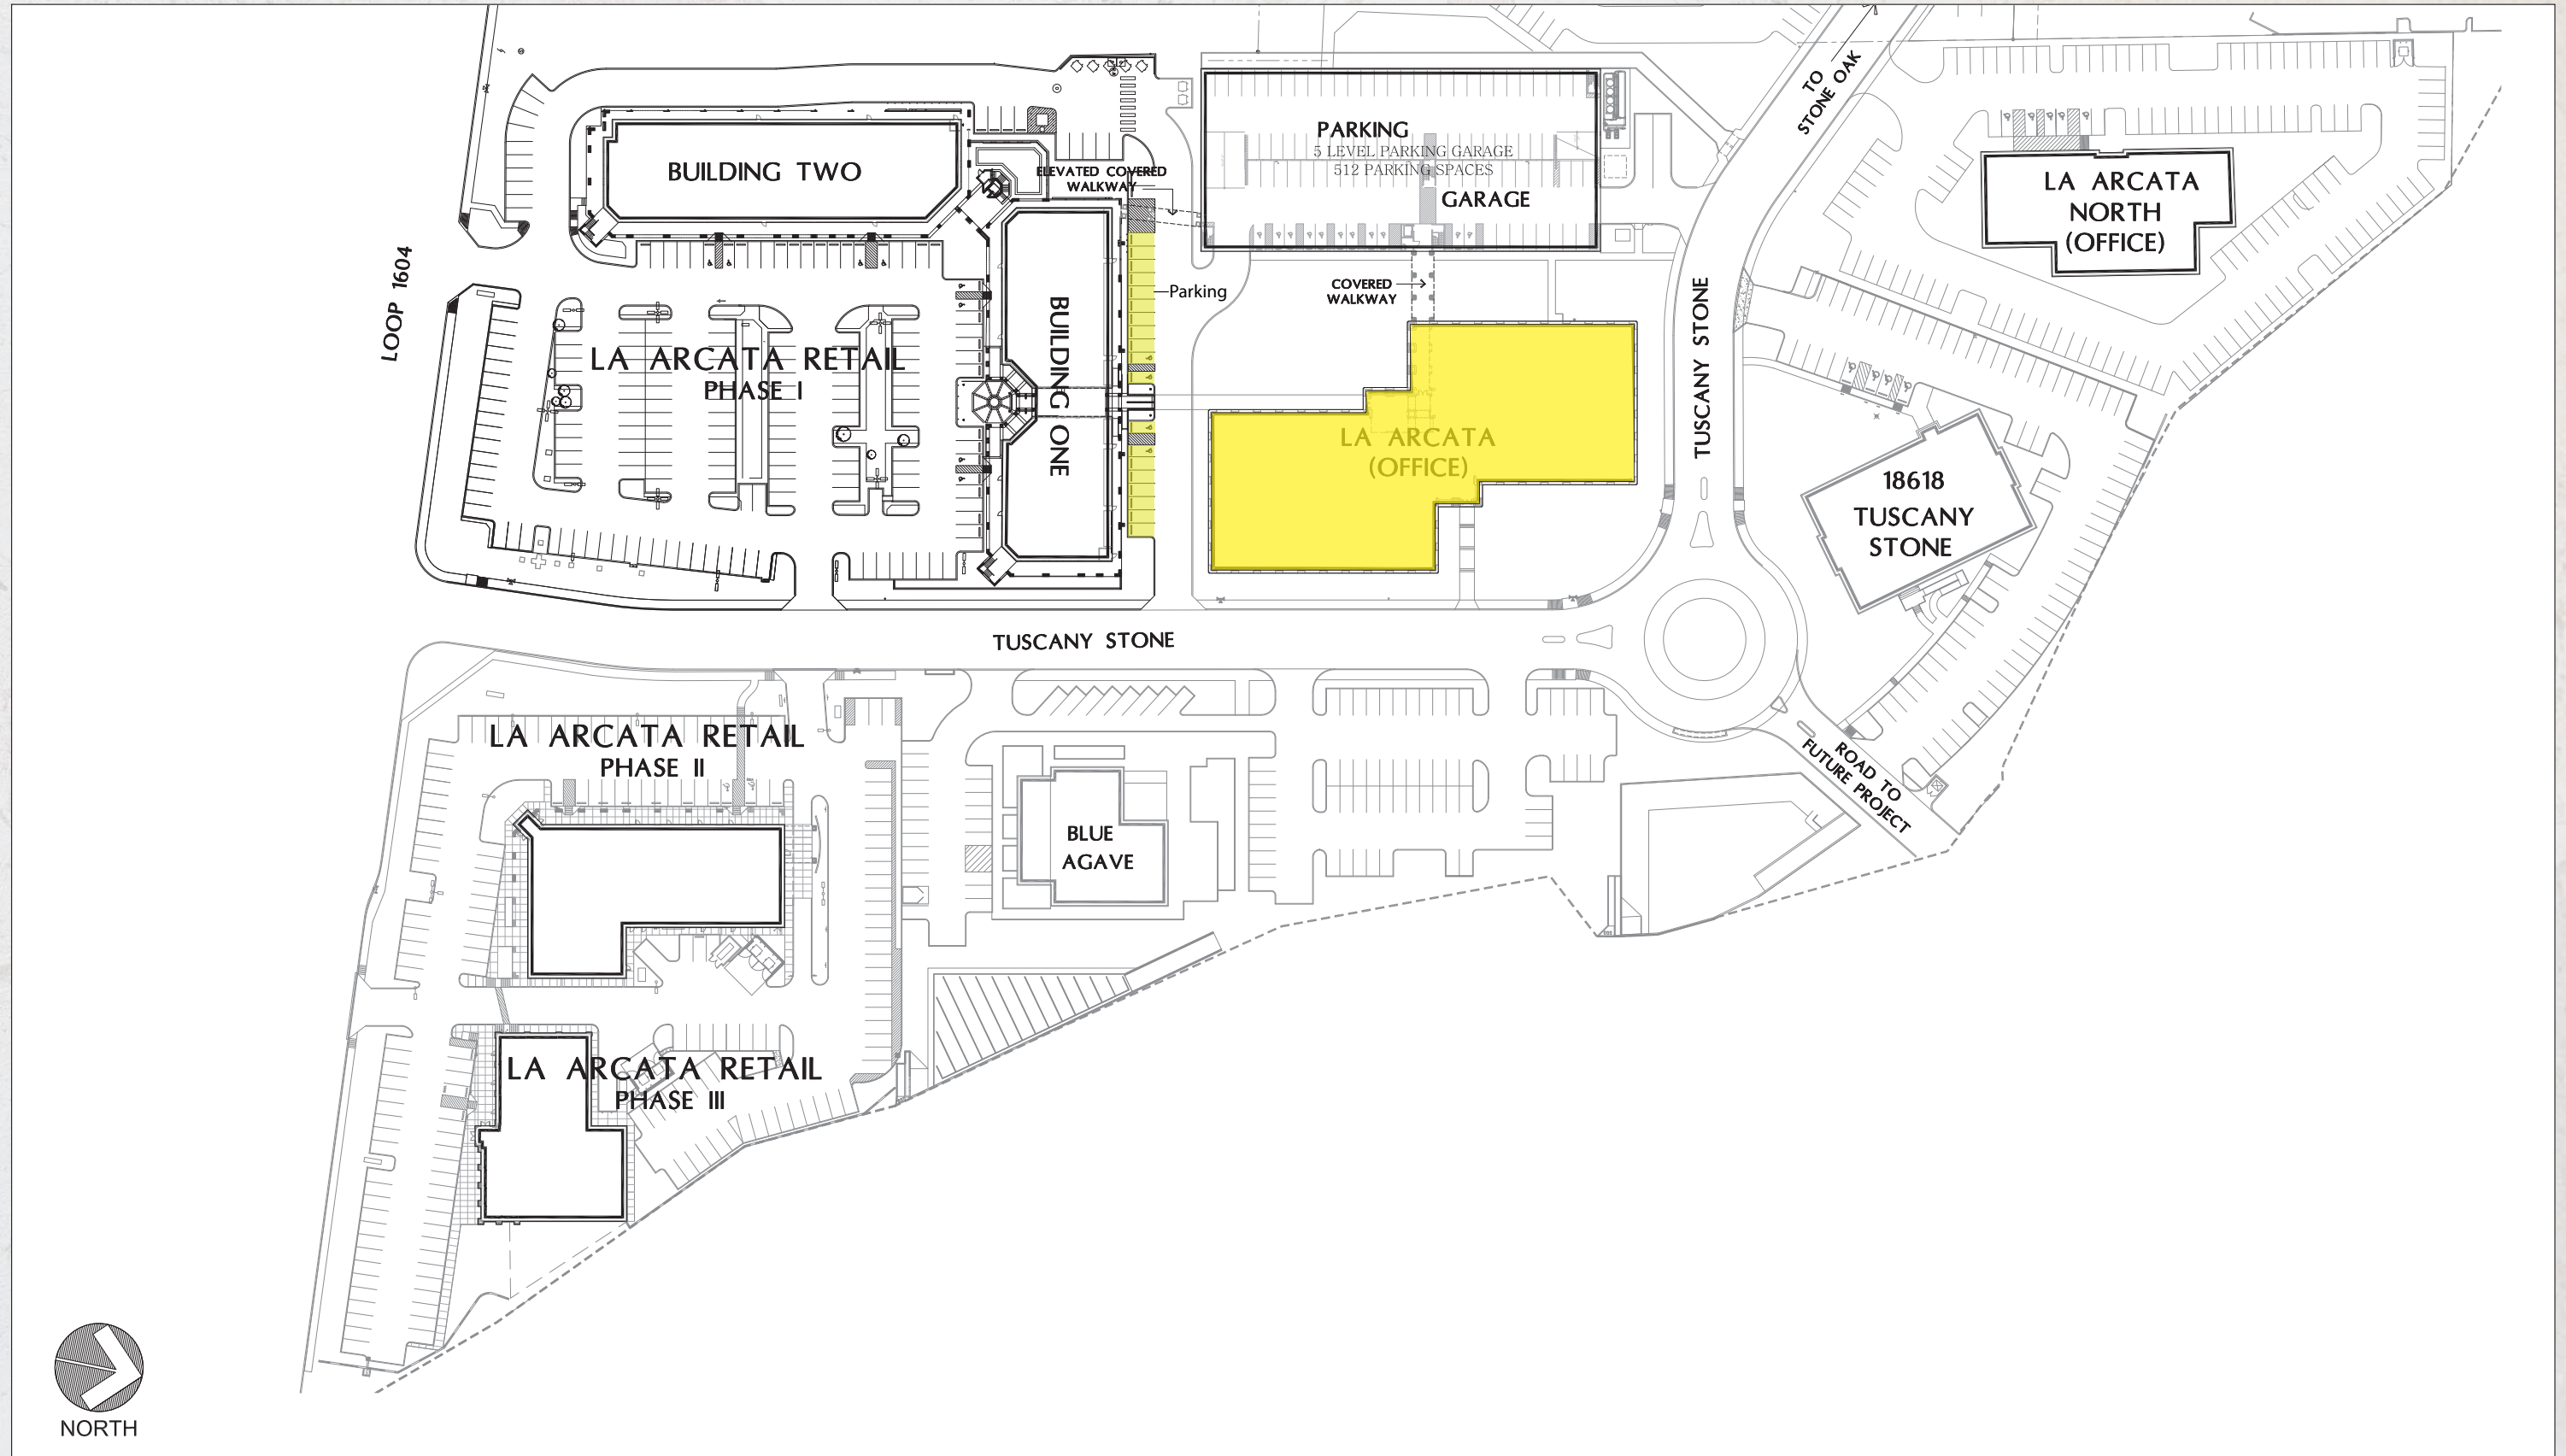 TO
STONE OAK
PARKING
5 LEVEL PARKING GARAGE
512 PARKING SPACES
GARAGE
BUILDING TWO
ELEVATED COVERED
WALKWAY
LA ARCATA
NORTH
(OFFICE)
LOOP 1604
Parking
COVERED
WALKWAY
TUSCANY STONE
LA ARCATA RETAIL
PHASE I
BUILDING ONE
LA ARCATA
(OFFICE)
18618
TUSCANY
STONE
TUSCANY STONE
LA ARCATA RETAIL
PHASE II
ROAD TO
FUTURE PROJECT
BLUE
AGAVE
LA ARCATA RETAIL
PHASE III
NORTH